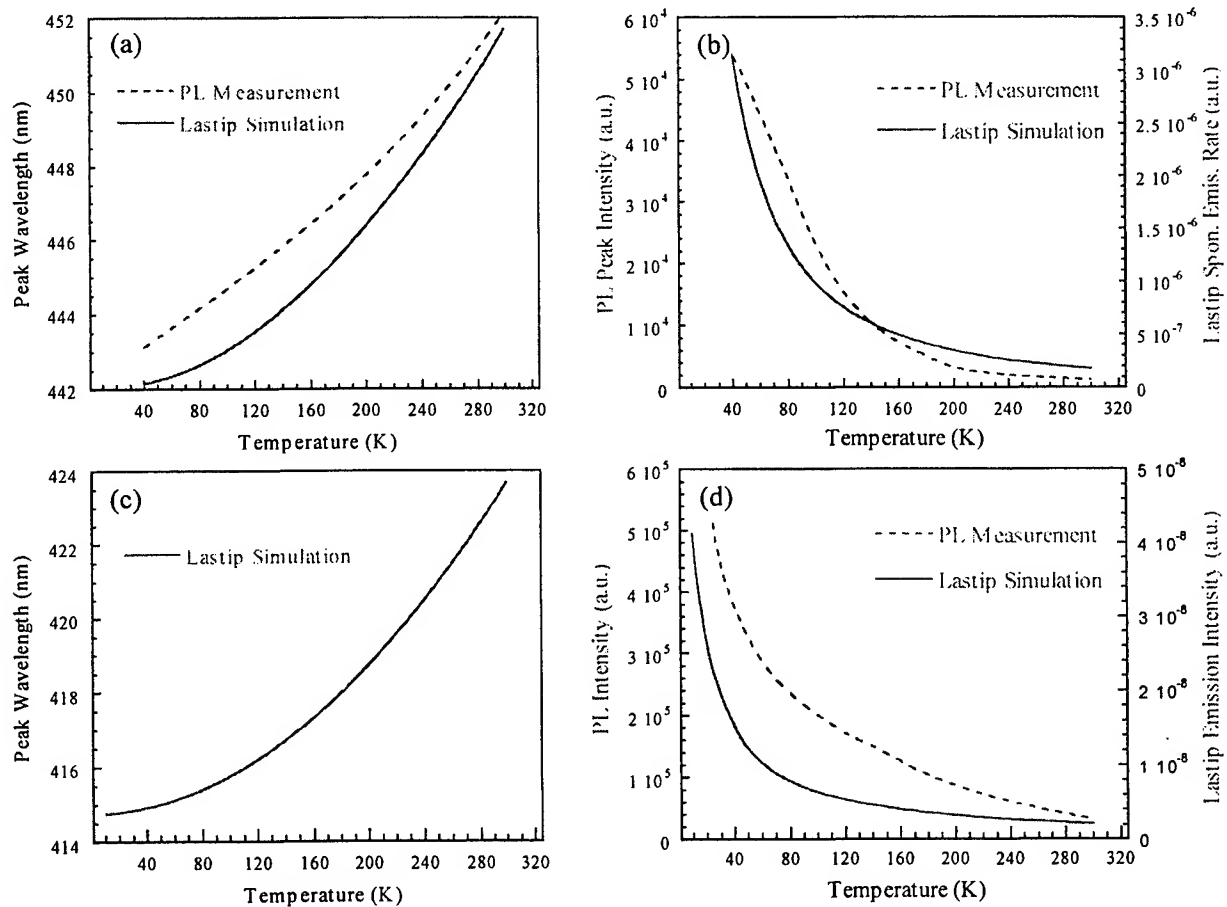 (a)
PL Measurement
Lastip Simulation
452
450
448
446
444
442
Peak Wavelength (nm)
40 80 120 160 200 240 280 320
Temperature (K)
(b)
PL Measurement
Lastip Simulation
6 10⁴
5 10⁴
4 10⁴
3 10⁴
2 10⁴
1 10⁴
0
PL Peak Intensity (a.u.)
3.5 10⁻⁶
3 10⁻⁶
2.5 10⁻⁶
2 10⁻⁶
1.5 10⁻⁶
1 10⁻⁶
5 10⁻⁷
0
Lastip Spon. Emis. Rate (a.u.)
40 80 120 160 200 240 280 320
Temperature (K)
(c)
Lastip Simulation
424
422
420
418
416
414
Peak Wavelength (nm)
40 80 120 160 200 240 280 320
Temperature (K)
(d)
PL Measurement
Lastip Simulation
6 10⁵
5 10⁵
4 10⁵
3 10⁵
2 10⁵
1 10⁵
0
PL Intensity (a.u.)
5 10⁻⁸
4 10⁻⁸
3 10⁻⁸
2 10⁻⁸
1 10⁻⁸
0
Lastip Emission Intensity (a.u.)
40 80 120 160 200 240 280 320
Temperature (K)